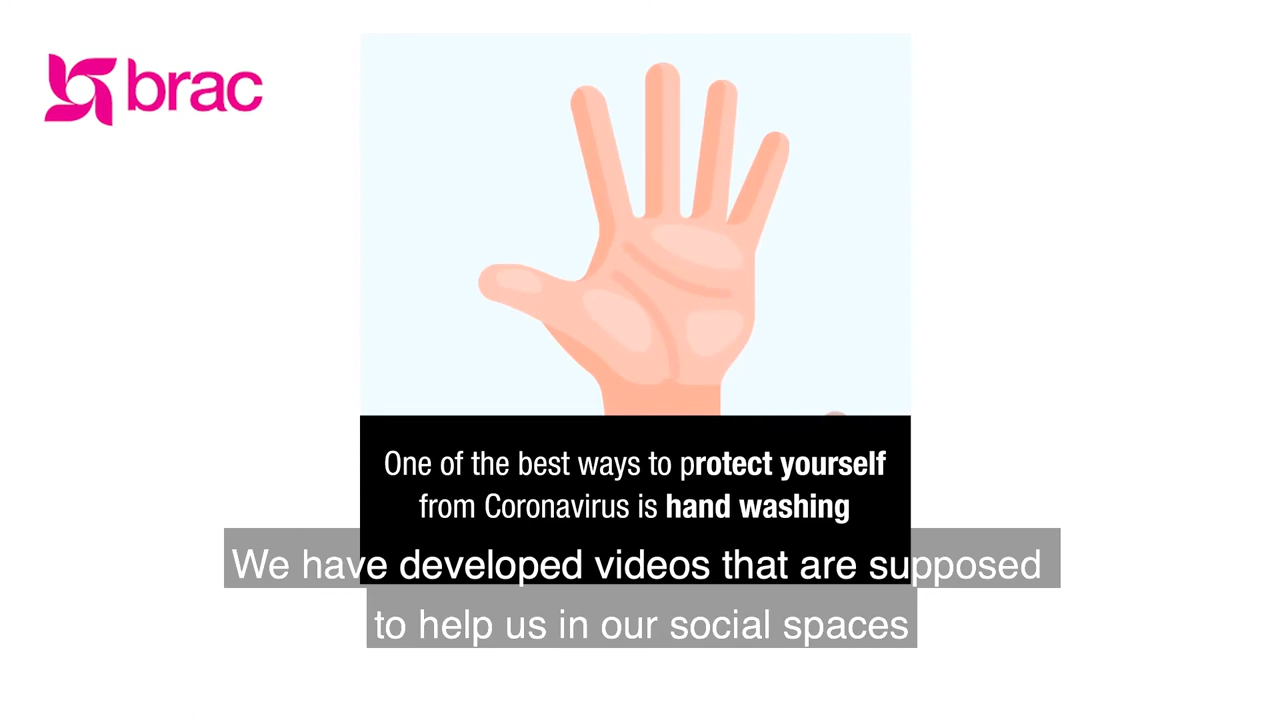 brac
One of the best ways to protect yourself
from Coronavirus is hand washing
We have developed videos that are supposed
to help us in our social spaces